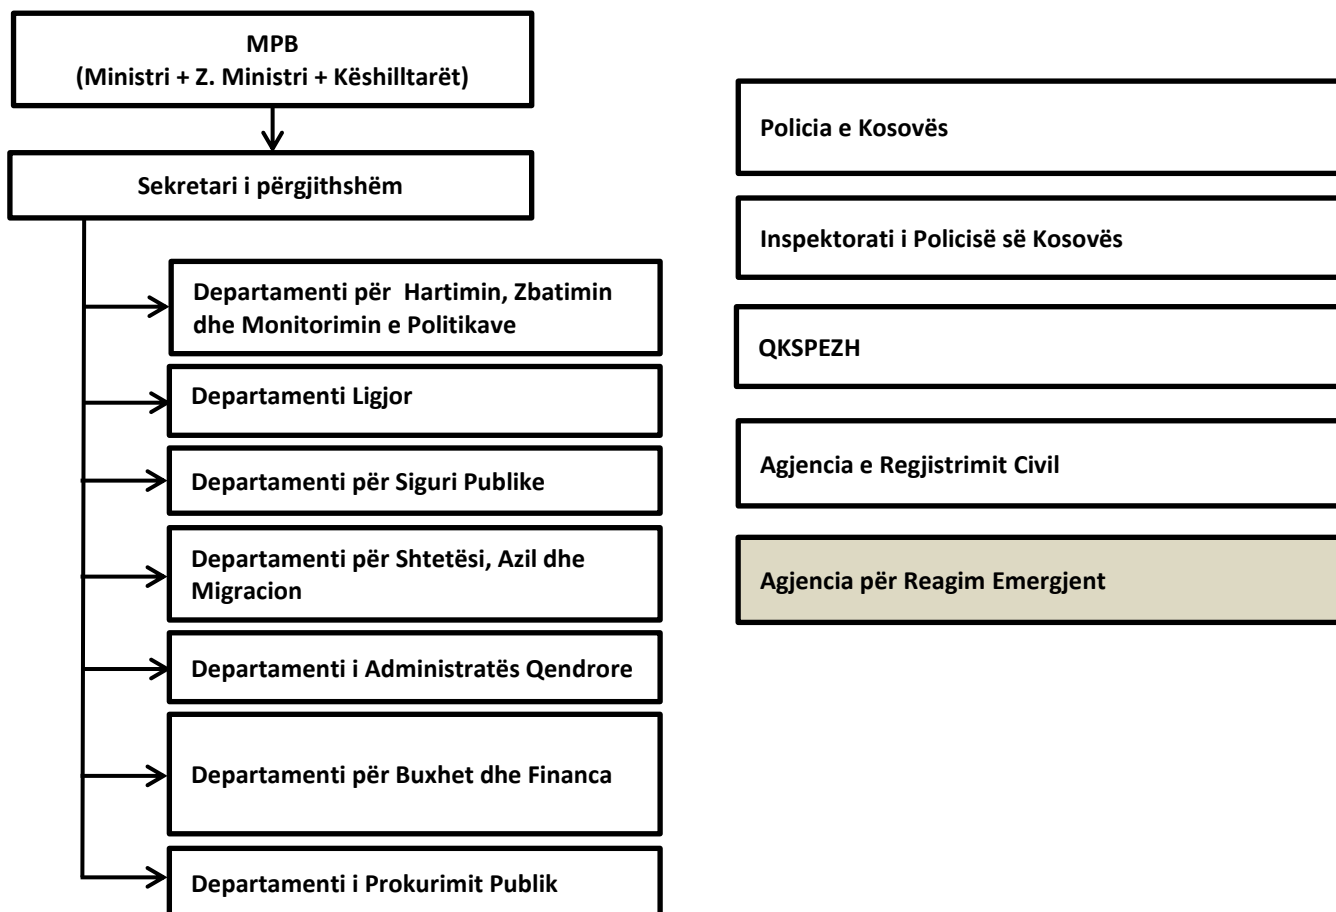 MPB
(Ministri + Z. Ministri + Këshilltarët)
Sekretari i përgjithshëm
Departamenti për Hartimin, Zbatimin
dhe Monitorimin e Politikave
Departamenti Ligjor
Departamenti për Siguri Publike
Departamenti për Shtetësi, Azil dhe
Migracion
Departamenti i Administratës Qendrore
Departamenti për Buxhet dhe Financa
Departamenti i Prokurimit Publik
Policia e Kosovës
Inspektorati i Policisë së Kosovës
QKSPEZH
Agjencia e Regjistrimit Civil
Agjencia për Reagim Emergjent